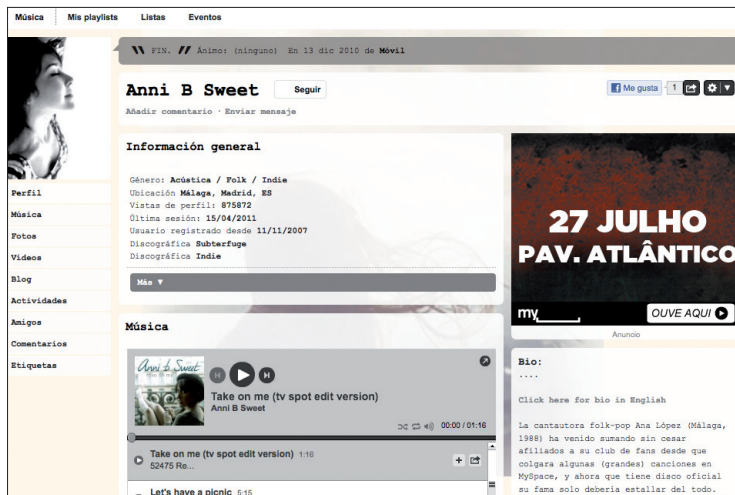 Música Mis playlists Listas Eventos
\\ FIN. // Ánimo: (ninguno) En 13 dic 2010 de Móvil
Anni B Sweet Seguir
Me gusta 1
Añadir comentario · Enviar mensaje
Perfil
Música
Fotos
Vídeos
Blog
Actividades
Amigos
Comentarios
Etiquetas
Información general
Género: Acústica / Folk / Indie
Ubicación Málaga, Madrid, ES
Vistas de perfil: 875872
Última sesión: 15/04/2011
Usuario registrado desde 11/11/2007
Discográfica Subterfuge
Discográfica Indie
Más ▼
Música
Anni B Sweet
Take on me (tv spot edit version)
Anni B Sweet
00:00 / 01:16
Take on me (tv spot edit version) 1:16
52475 Re...
Let's have a picnic 5:15
27 JULHO
PAV. ATLÂNTICO
my
OUVE AQUI
Anuncio
Bio:
....
Click here for bio in English
La cantautora folk-pop Ana López (Málaga,
1988) ha venido sumando sin cesar
afiliados a su club de fans desde que
colgara algunas (grandes) canciones en
MySpace, y ahora que tiene disco oficial
su fama solo debería estallar del todo.